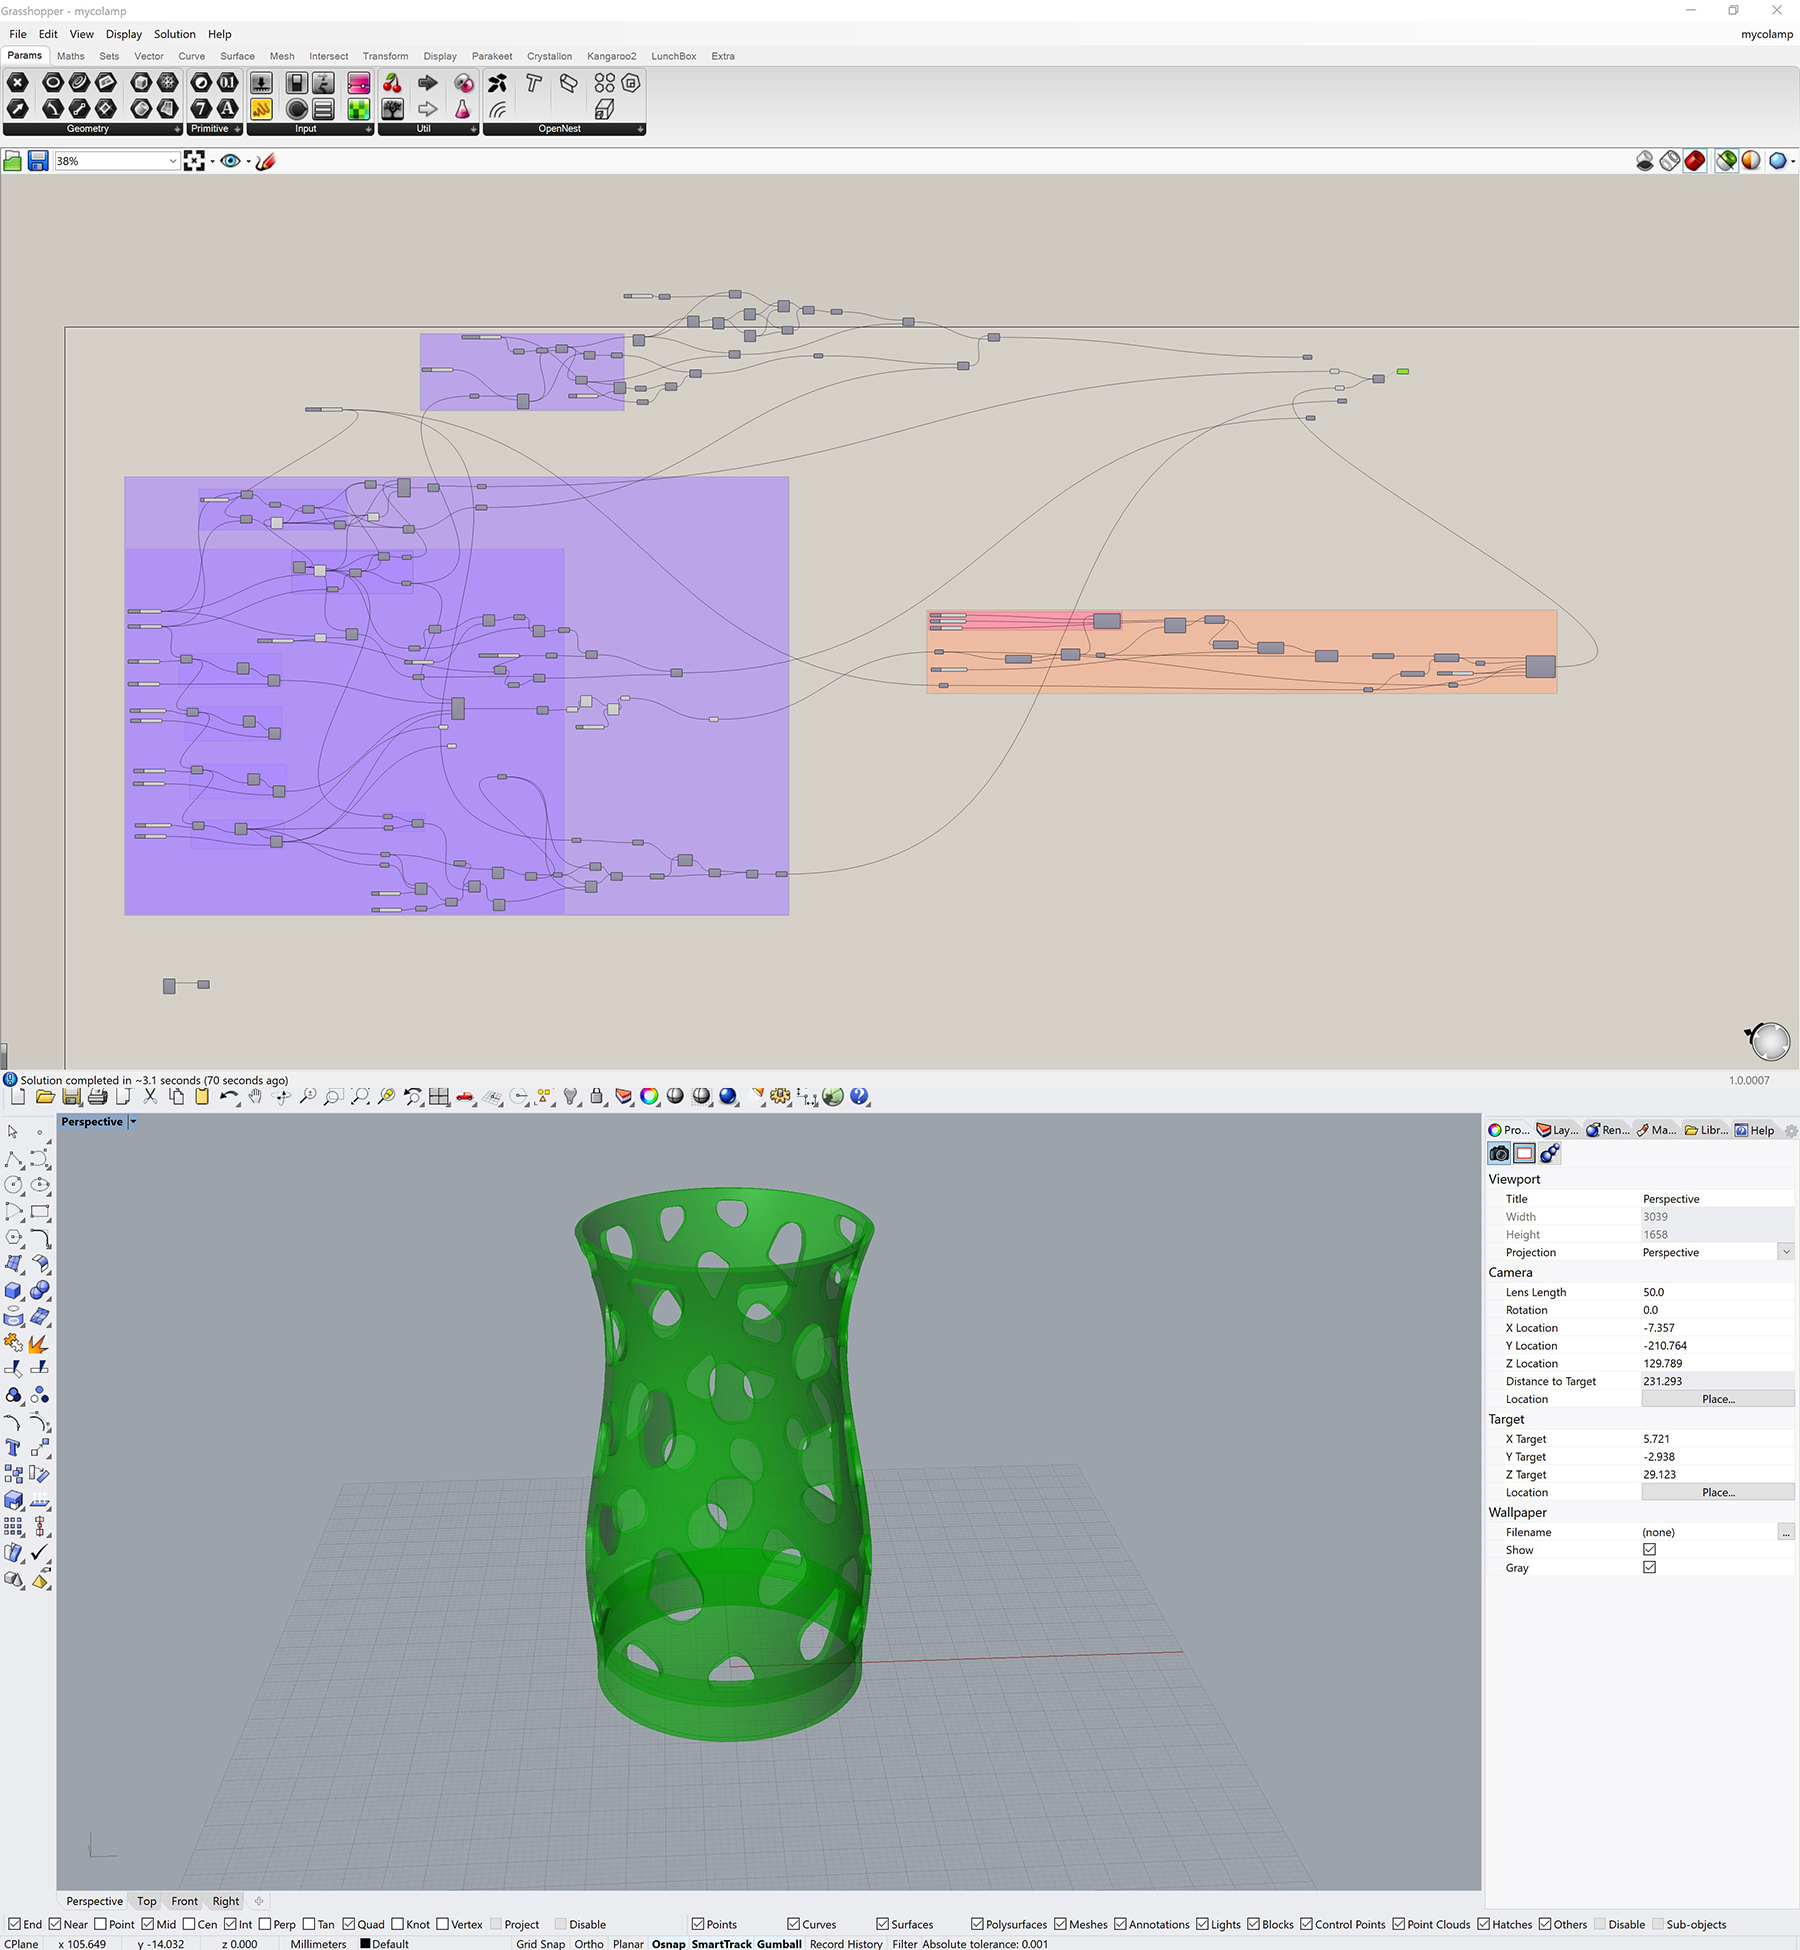 Grasshopper - mycolamp
File Edit View Display Solution Help mycolamp
Params Maths Sets Vector Curve Surface Mesh Intersect Transform Display Parakeet Crystallon Kangaroo2 LunchBox Extra
Geometry Primitive Input Util OpenNest
38%
Solution completed in ~3.1 seconds (70 seconds ago) 1.0.0007
Perspective
Pro... Lay... Ren... Ma... Libr... Help
Viewport
Title Perspective
Width 3039
Height 1658
Projection Perspective
Camera
Lens Length 50.0
Rotation 0.0
X Location -7.357
Y Location -210.764
Z Location 129.789
Distance to Target 231.293
Location Place...
Target
X Target 5.721
Y Target -2.938
Z Target 29.123
Location Place...
Wallpaper
Filename (none) ...
Show
Gray
Perspective Top Front Right
End Near Point Mid Cen Int Perp Tan Quad Knot Vertex Project Disable Points Curves Surfaces Polysurfaces Meshes Annotations Lights Blocks Control Points Point Clouds Hatches Others Disable Sub-objects
CPlane x 105.649 y -14.032 z 0.000 Millimeters Default Grid Snap Ortho Planar Osnap SmartTrack Gumball Record History Filter Absolute tolerance: 0.001